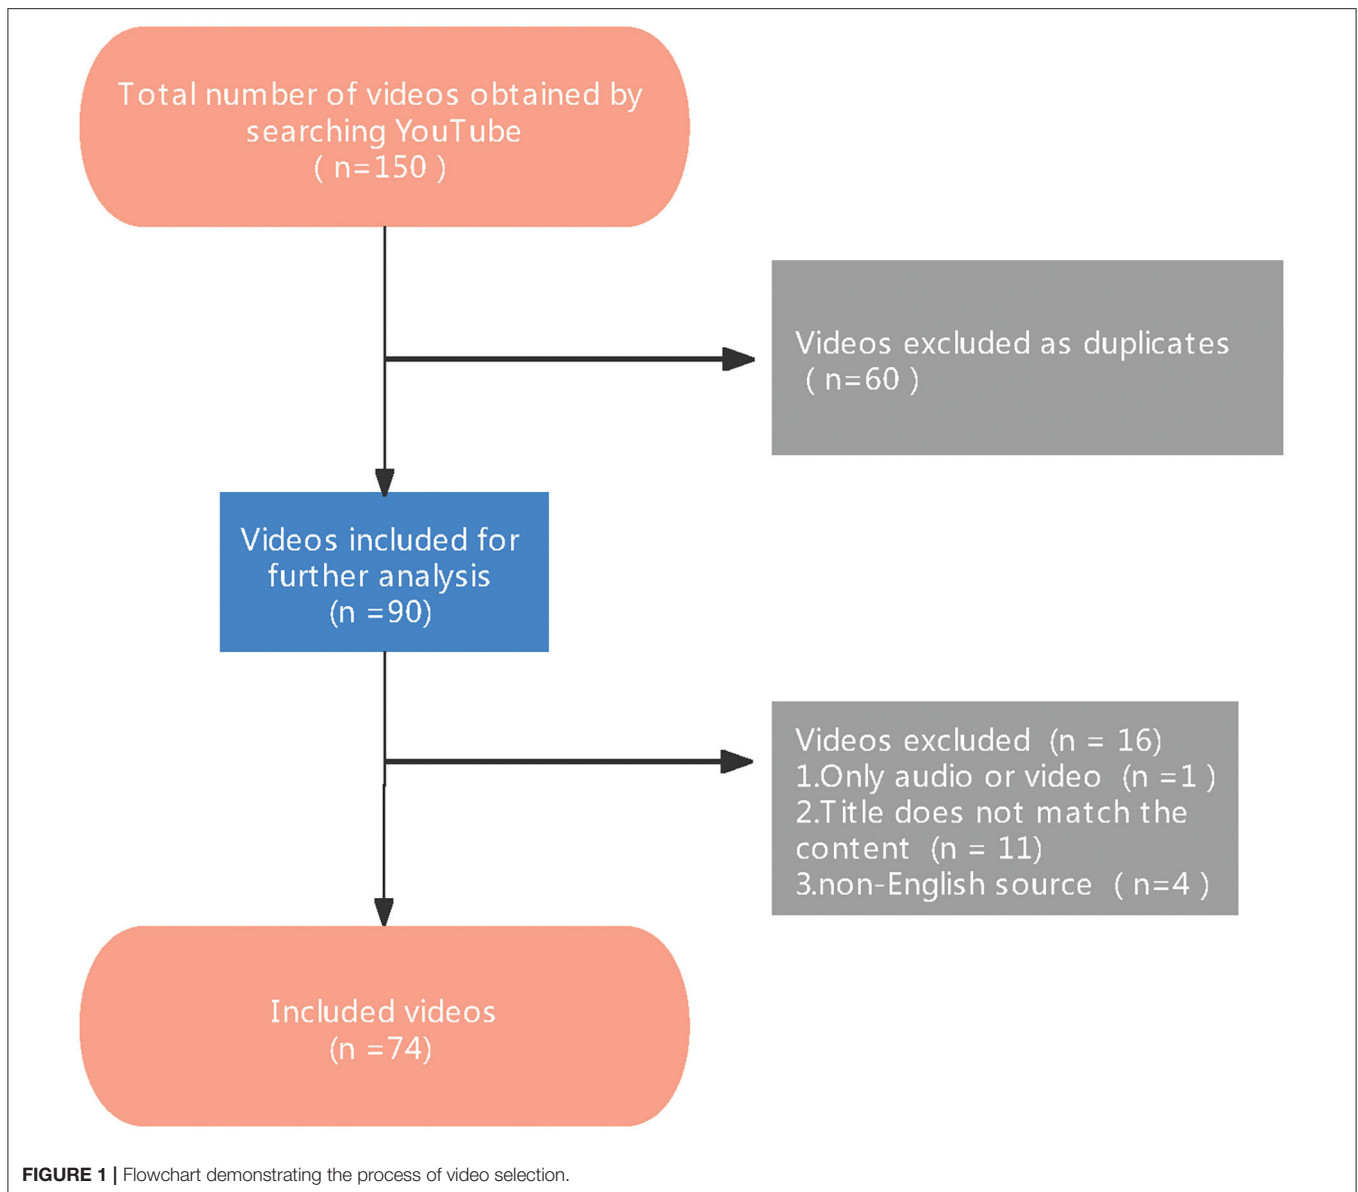 Total number of videos obtained by
searching YouTube
( n=150 )
Videos excluded as duplicates
( n=60 )
Videos included for
further analysis
(n =90)
Videos excluded (n = 16)
1.Only audio or video (n =1 )
2.Title does not match the
content (n = 11)
3.non-English source ( n=4 )
Included videos
(n =74)
FIGURE 1 | Flowchart demonstrating the process of video selection.